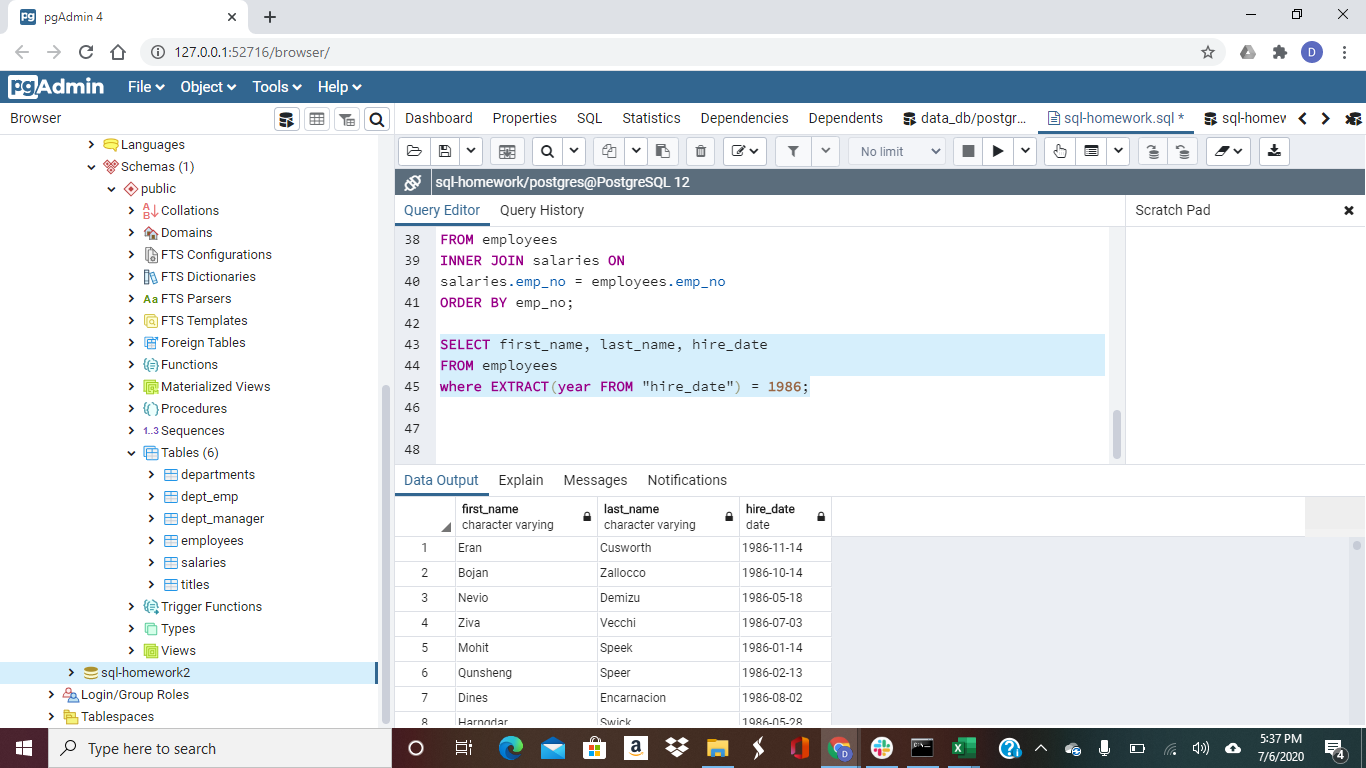 pgAdmin 4
127.0.0.1:52716/browser/
D
pgAdmin File Object Tools Help
Browser
Dashboard Properties SQL Statistics Dependencies Dependents data_db/postgr... sql-homework.sql * sql-homew
No limit
sql-homework/postgres@PostgreSQL 12
Query Editor Query History
Scratch Pad
Languages
Schemas (1)
public
Collations
Domains
FTS Configurations
FTS Dictionaries
Aa FTS Parsers
FTS Templates
Foreign Tables
Functions
Materialized Views
Procedures
1..3 Sequences
Tables (6)
departments
dept_emp
dept_manager
employees
salaries
titles
Trigger Functions
Types
Views
sql-homework2
Login/Group Roles
Tablespaces
38 FROM employees
39 INNER JOIN salaries ON
40 salaries.emp_no = employees.emp_no
41 ORDER BY emp_no;
42
43 SELECT first_name, last_name, hire_date
44 FROM employees
45 where EXTRACT(year FROM "hire_date") = 1986;
46
47
48
Data Output Explain Messages Notifications
first_name last_name hire_date
character varying character varying date
1 Eran Cusworth 1986-11-14
2 Bojan Zallocco 1986-10-14
3 Nevio Demizu 1986-05-18
4 Ziva Vecchi 1986-07-03
5 Mohit Speek 1986-01-14
6 Qunsheng Speer 1986-02-13
7 Dines Encarnacion 1986-08-02
8 Harngdar Swick 1986-05-28
Type here to search
5:37 PM
7/6/2020
4